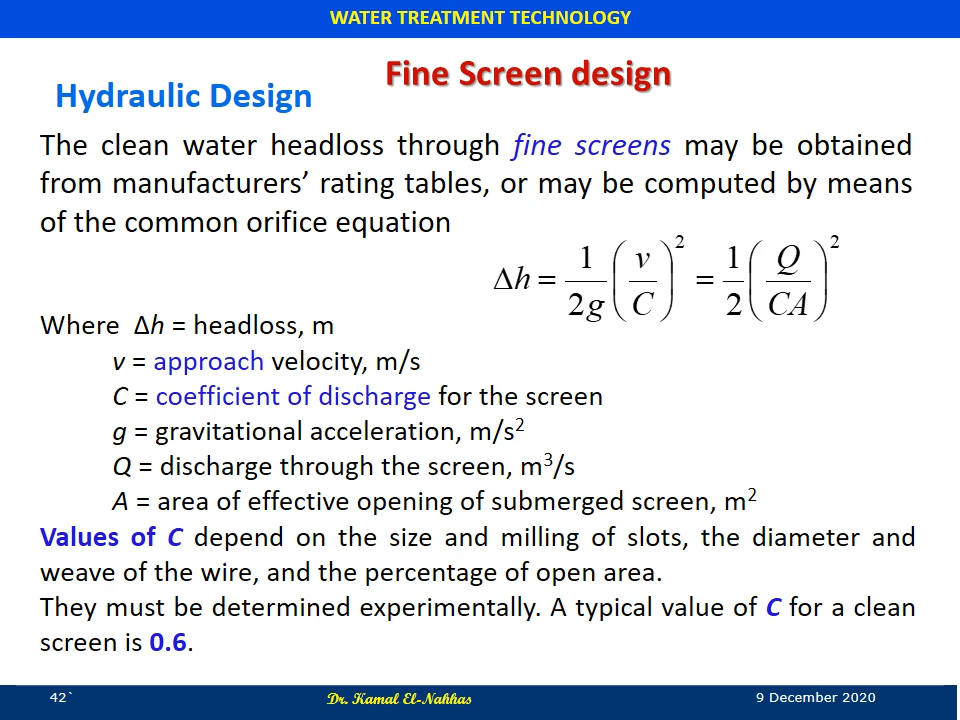 WATER TREATMENT TECHNOLOGY
Fine Screen design
Hydraulic Design
The clean water headloss through fine screens may be obtained
from manufacturers’ rating tables, or may be computed by means
of the common orifice equation
Δh = 1/2g (v/C)² = 1/2 (Q/CA)²
Where Δh = headloss, m
v = approach velocity, m/s
C = coefficient of discharge for the screen
g = gravitational acceleration, m/s²
Q = discharge through the screen, m³/s
A = area of effective opening of submerged screen, m²
Values of C depend on the size and milling of slots, the diameter and
weave of the wire, and the percentage of open area.
They must be determined experimentally. A typical value of C for a clean
screen is 0.6.
42` Dr. Kamal El-Nahhas 9 December 2020